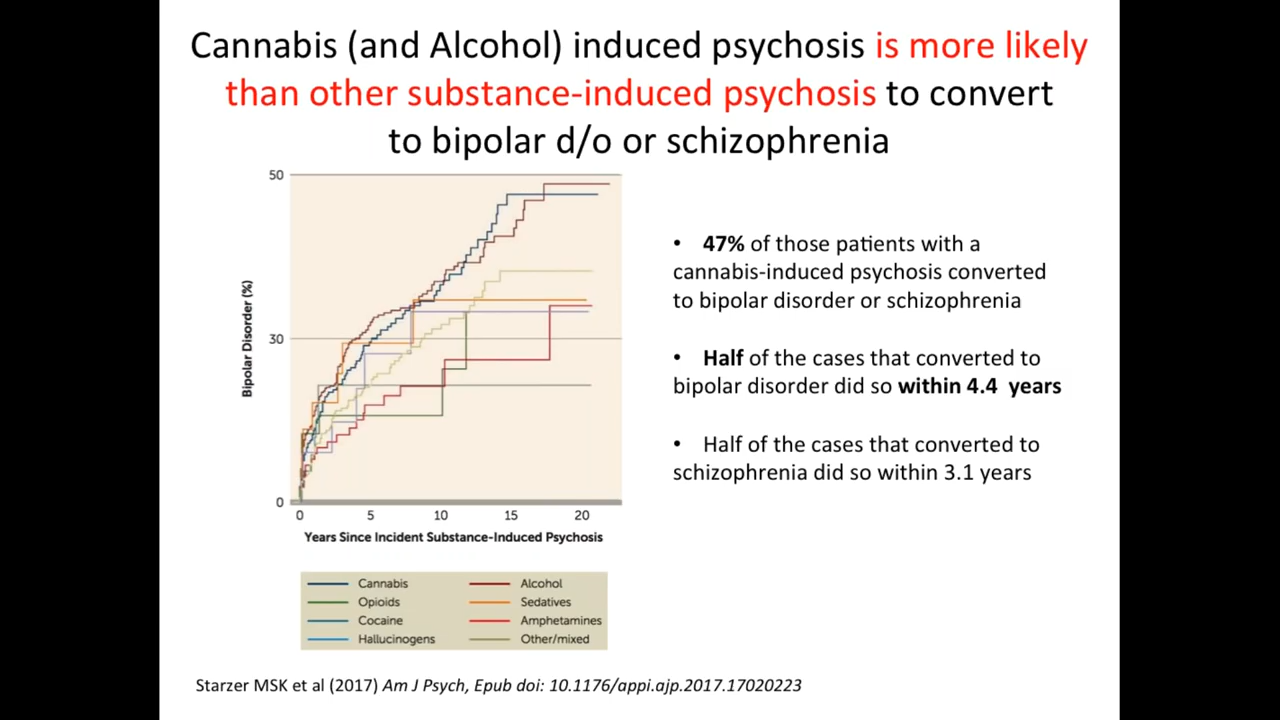 Cannabis (and Alcohol) induced psychosis is more likely
than other substance-induced psychosis to convert
to bipolar d/o or schizophrenia
50
30
0
Bipolar Disorder (%)
0 5 10 15 20
Years Since Incident Substance-Induced Psychosis
Cannabis Alcohol
Opioids Sedatives
Cocaine Amphetamines
Hallucinogens Other/mixed
• 47% of those patients with a
cannabis-induced psychosis converted
to bipolar disorder or schizophrenia
• Half of the cases that converted to
bipolar disorder did so within 4.4 years
• Half of the cases that converted to
schizophrenia did so within 3.1 years
Starzer MSK et al (2017) Am J Psych, Epub doi: 10.1176/appi.ajp.2017.17020223